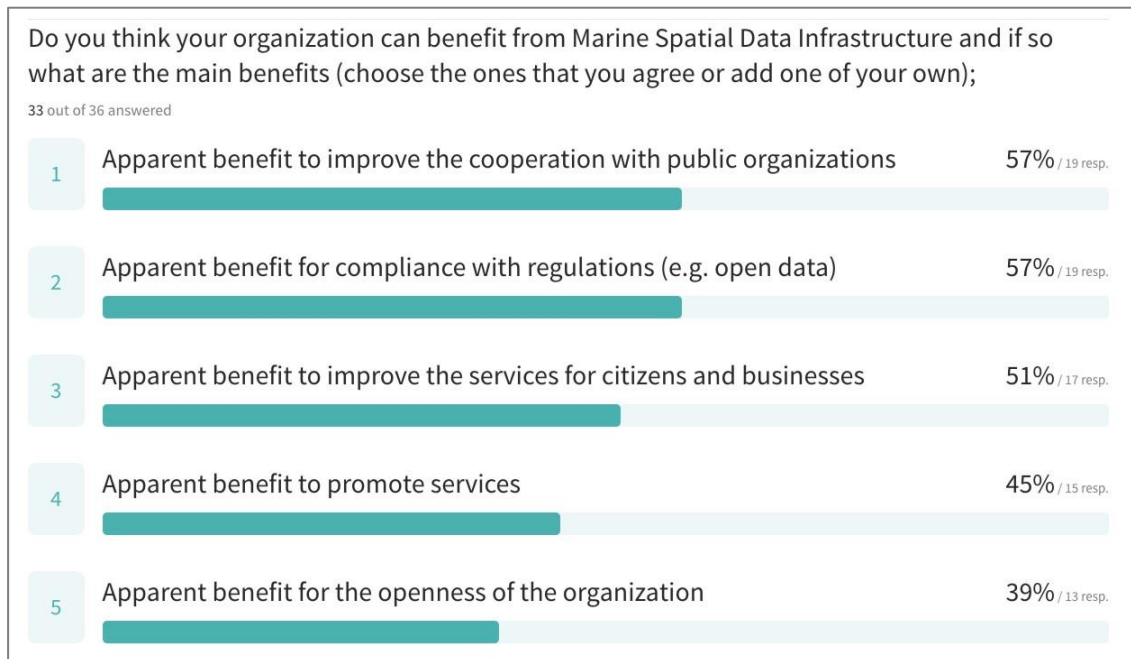 Do you think your organization can benefit from Marine Spatial Data Infrastructure and if so
what are the main benefits (choose the ones that you agree or add one of your own);
33 out of 36 answered
1 Apparent benefit to improve the cooperation with public organizations 57% / 19 resp.
2 Apparent benefit for compliance with regulations (e.g. open data) 57% / 19 resp.
3 Apparent benefit to improve the services for citizens and businesses 51% / 17 resp.
4 Apparent benefit to promote services 45% / 15 resp.
5 Apparent benefit for the openness of the organization 39% / 13 resp.